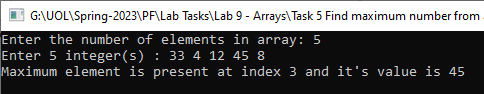 G:\UOL\Spring-2023\PF\Lab Tasks\Lab 9 - Arrays\Task 5 Find maximum number from
Enter the number of elements in array: 5
Enter 5 integer(s) : 33 4 12 45 8
Maximum element is present at index 3 and it's value is 45